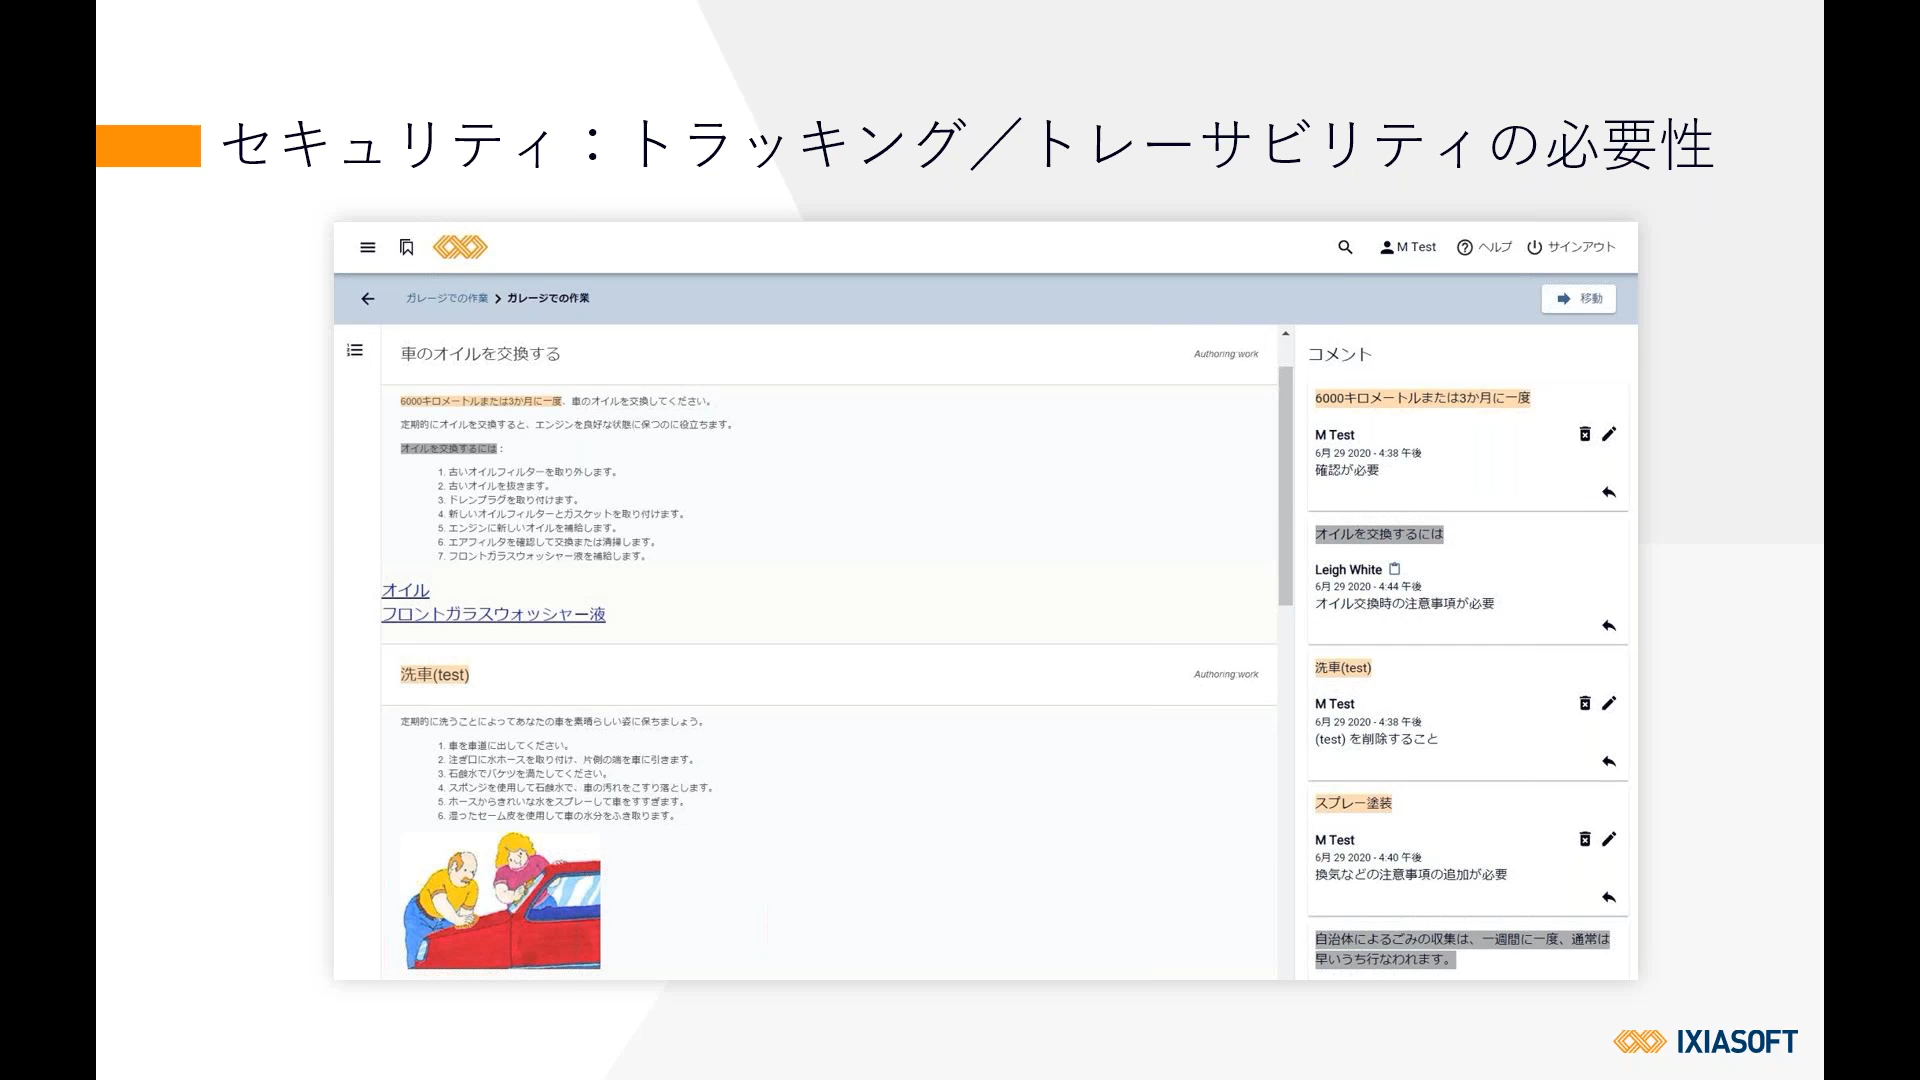 セキュリティ：トラッキング／トレーサビリティの必要性
M Test
ヘルプ
サインアウト
ガレージでの作業
ガレージでの作業
移動
車のオイルを交換する
Authoring:work
6000キロメートルまたは3か月に一度、車のオイルを交換してください。
定期的にオイルを交換すると、エンジンを良好な状態に保つのに役立ちます。
オイルを交換するには：
1. 古いオイルフィルターを取り外します。
2. 古いオイルを抜きます。
3. ドレンプラグを取り付けます。
4. 新しいオイルフィルターとガスケットを取り付けます。
5. エンジンに新しいオイルを補給します。
6. エアフィルタを確認して交換または清掃します。
7. フロントガラスウォッシャー液を補給します。
オイル
フロントガラスウォッシャー液
洗車(test)
Authoring:work
定期的に洗うことによってあなたの車を素晴らしい姿に保ちましょう。
1. 車を車道に出してください。
2. 注ぎ口に水ホースを取り付け、片側の端を車に引きます。
3. 石鹸水でバケツを満たしてください。
4. スポンジを使用して石鹸水で、車の汚れをこすり落とします。
5. ホースからきれいな水をスプレーして車をすすぎます。
6. 湿ったセーム皮を使用して車の水分をふき取ります。
コメント
6000キロメートルまたは3か月に一度
M Test
6月 29 2020 - 4:38 午後
確認が必要
オイルを交換するには
Leigh White
6月 29 2020 - 4:44 午後
オイル交換時の注意事項が必要
洗車(test)
M Test
6月 29 2020 - 4:38 午後
(test) を削除すること
スプレー塗装
M Test
6月 29 2020 - 4:40 午後
換気などの注意事項の追加が必要
自治体によるごみの収集は、一週間に一度、通常は
早いうち行なわれます。
IXIASOFT